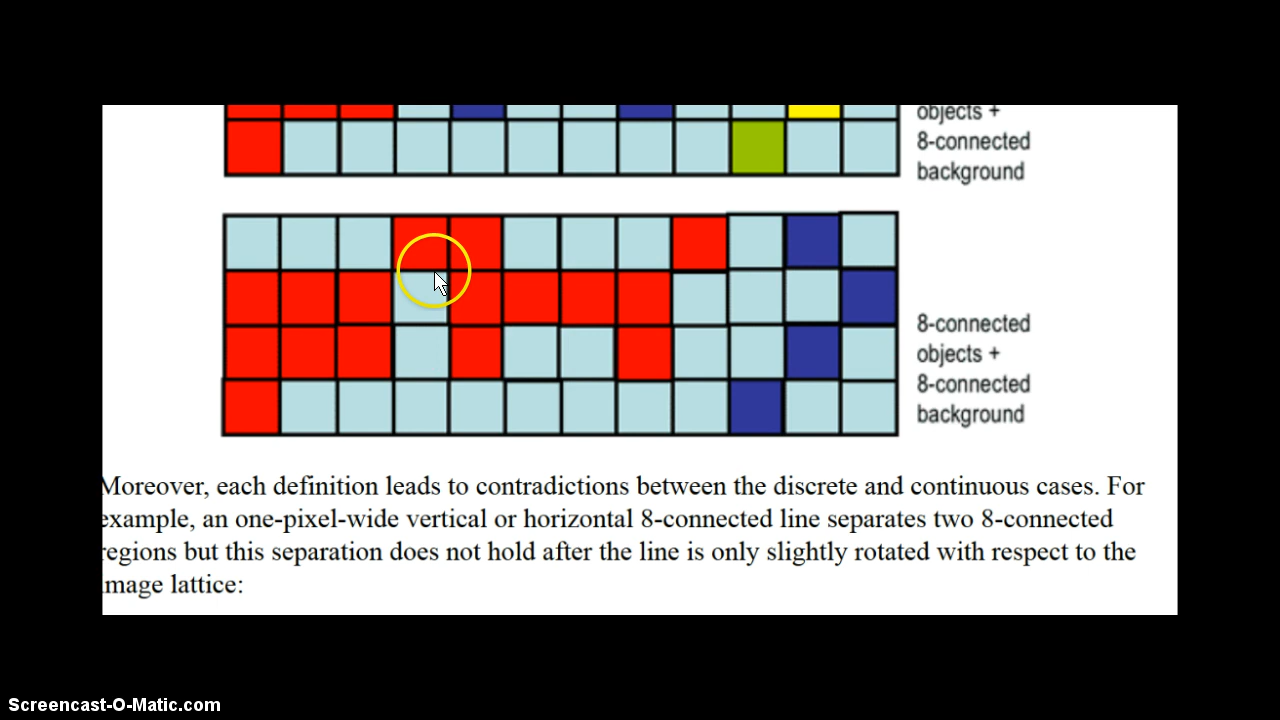 objects +
8-connected
background
8-connected
objects +
8-connected
background
Moreover, each definition leads to contradictions between the discrete and continuous cases. For
example, an one-pixel-wide vertical or horizontal 8-connected line separates two 8-connected
regions but this separation does not hold after the line is only slightly rotated with respect to the
image lattice:
Screencast-O-Matic.com